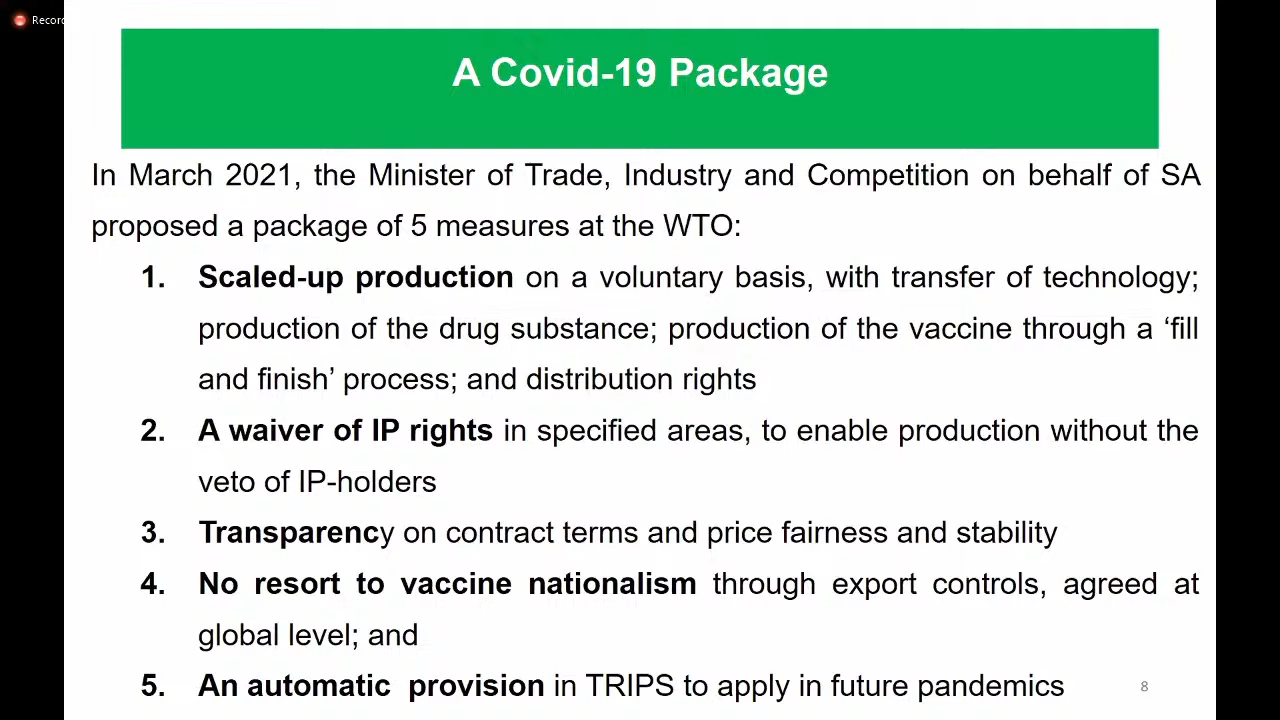 Recor
A Covid-19 Package
In March 2021, the Minister of Trade, Industry and Competition on behalf of SA
proposed a package of 5 measures at the WTO:
1. Scaled-up production on a voluntary basis, with transfer of technology;
production of the drug substance; production of the vaccine through a ‘fill
and finish’ process; and distribution rights
2. A waiver of IP rights in specified areas, to enable production without the
veto of IP-holders
3. Transparency on contract terms and price fairness and stability
4. No resort to vaccine nationalism through export controls, agreed at
global level; and
5. An automatic provision in TRIPS to apply in future pandemics
8